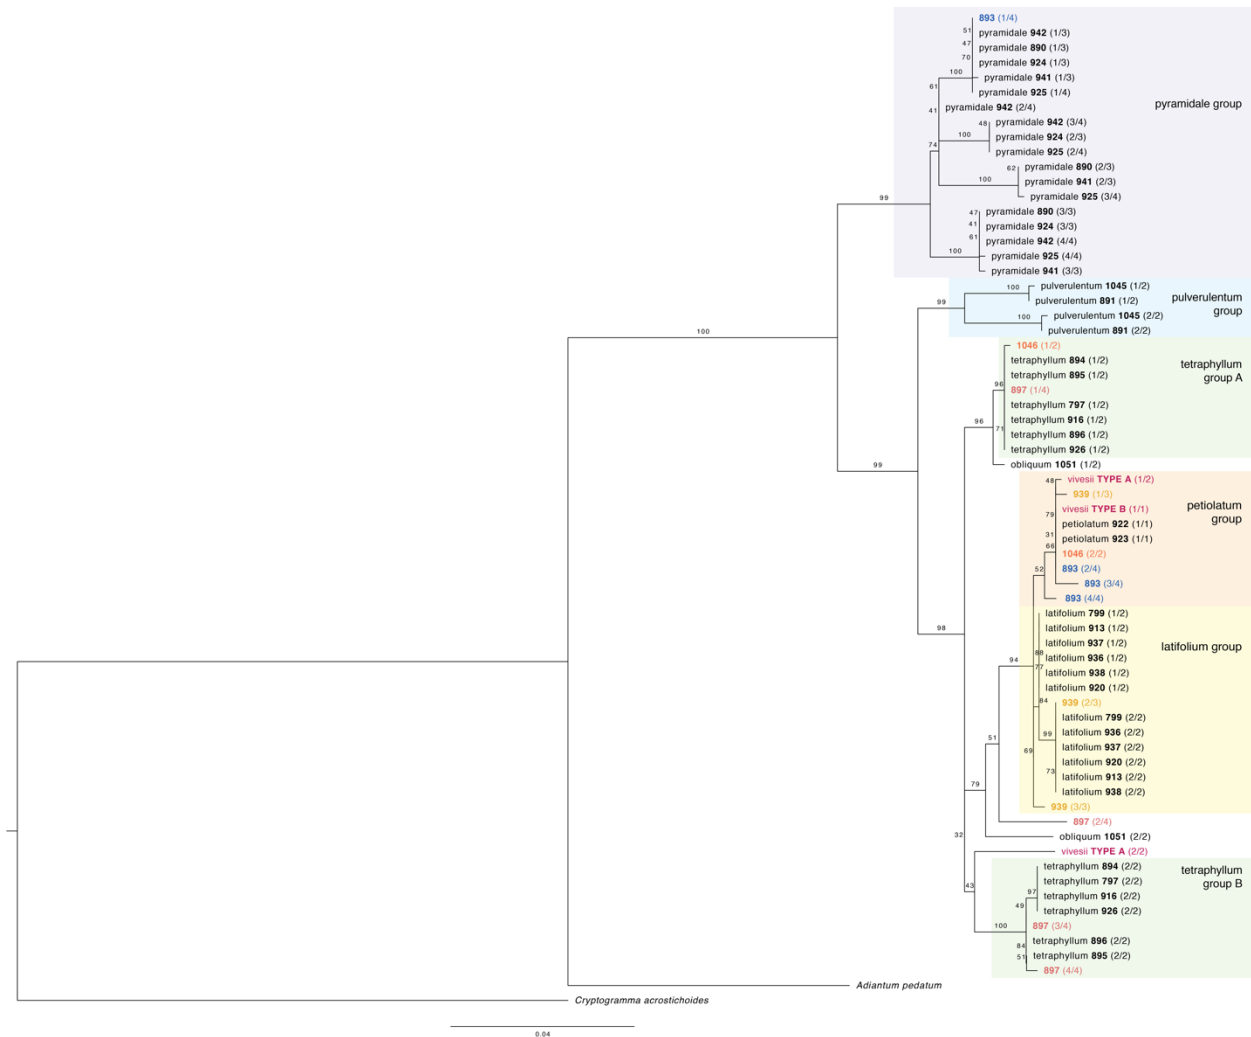 893 (1/4)
51
pyramidale 942 (1/3)
47
pyramidale 890 (1/3)
70
pyramidale 924 (1/3)
100
pyramidale 941 (1/3)
61
pyramidale 925 (1/4)
pyramidale group
41
pyramidale 942 (2/4)
48
pyramidale 942 (3/4)
100
pyramidale 924 (2/3)
74
pyramidale 925 (2/4)
62
pyramidale 890 (2/3)
100
pyramidale 941 (2/3)
99
pyramidale 925 (3/4)
47
pyramidale 890 (3/3)
41
pyramidale 924 (3/3)
61
pyramidale 942 (4/4)
100
pyramidale 925 (4/4)
pyramidale 941 (3/3)
100
pulverulentum 1045 (1/2)
99
pulverulentum 891 (1/2)
pulverulentum
group
100
pulverulentum 1045 (2/2)
pulverulentum 891 (2/2)
100
1046 (1/2)
tetraphyllum 894 (1/2)
tetraphyllum
group A
tetraphyllum 895 (1/2)
96
897 (1/4)
tetraphyllum 797 (1/2)
96
tetraphyllum 916 (1/2)
71
tetraphyllum 896 (1/2)
tetraphyllum 926 (1/2)
99
obliquum 1051 (1/2)
48
vivesii TYPE A (1/2)
939 (1/3)
79
vivesii TYPE B (1/1)
petiolatum
group
petiolatum 922 (1/1)
31
petiolatum 923 (1/1)
66
1046 (2/2)
52
893 (2/4)
893 (3/4)
893 (4/4)
latifolium 799 (1/2)
98
latifolium 913 (1/2)
latifolium 937 (1/2)
latifolium group
88
latifolium 936 (1/2)
94
77
latifolium 938 (1/2)
latifolium 920 (1/2)
84
939 (2/3)
latifolium 799 (2/2)
99
latifolium 936 (2/2)
51
69
latifolium 937 (2/2)
latifolium 920 (2/2)
73
latifolium 913 (2/2)
79
latifolium 938 (2/2)
939 (3/3)
897 (2/4)
32
obliquum 1051 (2/2)
vivesii TYPE A (2/2)
tetraphyllum 894 (2/2)
tetraphyllum
group B
43
tetraphyllum 797 (2/2)
97
tetraphyllum 916 (2/2)
49
tetraphyllum 926 (2/2)
100
897 (3/4)
tetraphyllum 896 (2/2)
84
tetraphyllum 895 (2/2)
51
897 (4/4)
Adiantum pedatum
Cryptogramma acrostichoides
0.04